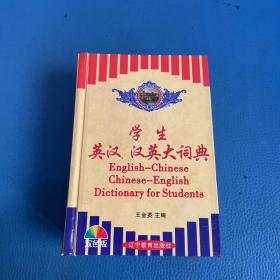 学生
英汉、汉英大词典
English-Chinese
Chinese-English
Dictionary for Students
王金英 主编
双色版
辽宁教育出版社